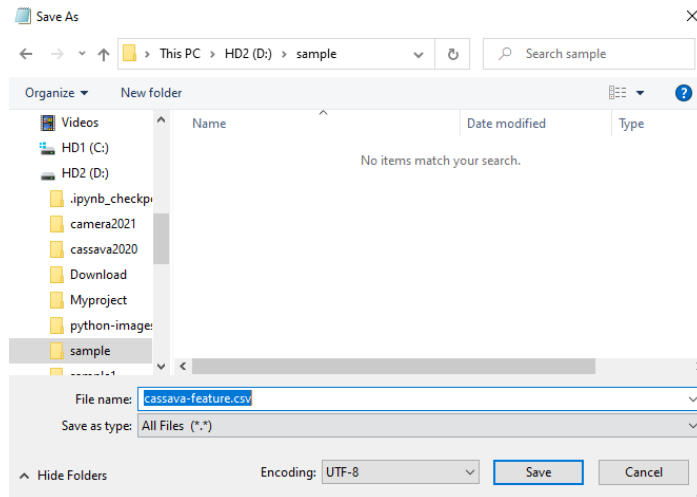 Save As
This PC > HD2 (D:) > sample
Search sample
Organize
New folder
Name
Date modified
Type
No items match your search.
Videos
HD1 (C:)
HD2 (D:)
.ipynb_checkp
camera2021
cassava2020
Download
Myproject
python-image
sample
File name: cassava-feature.csv
Save as type: All Files (*.*)
Hide Folders
Encoding: UTF-8
Save
Cancel